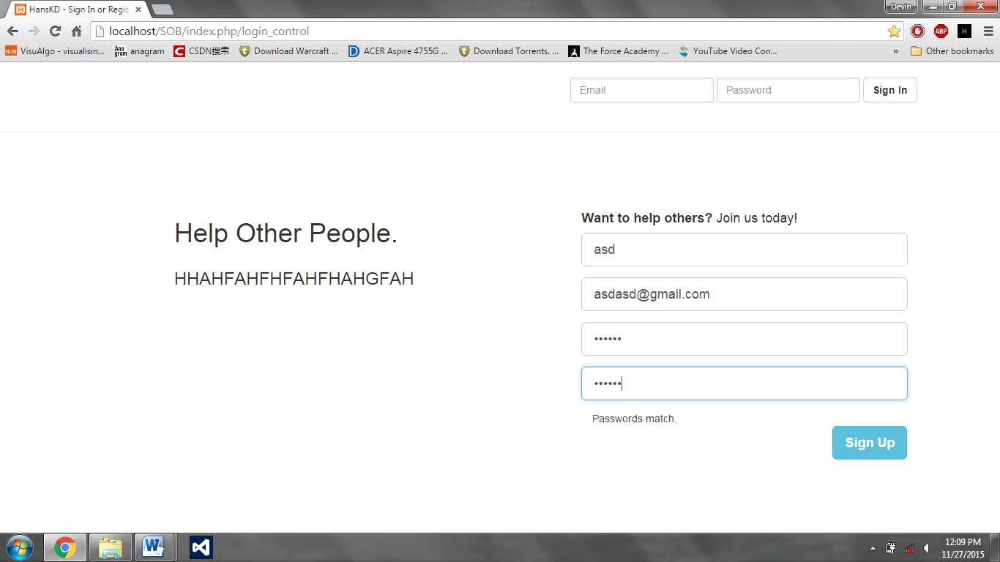 HansKD - Sign In or Regis
Devin
localhost/SOB/index.php/login_control
ABP
H
NUS VisuAlgo - visualisin...
Ana gram anagram
C CSDN搜索
Download Warcraft ...
D ACER Aspire 4755G ...
Download Torrents. ...
The Force Academy ...
YouTube Video Con...
»
Other bookmarks
Email
Password
Sign In
Help Other People.
HHAHFAHFHFAHFHAHGFAH
Want to help others? Join us today!
asd
asdasd@gmail.com
••••••
••••••
Passwords match.
Sign Up
W
12:09 PM
11/27/2015